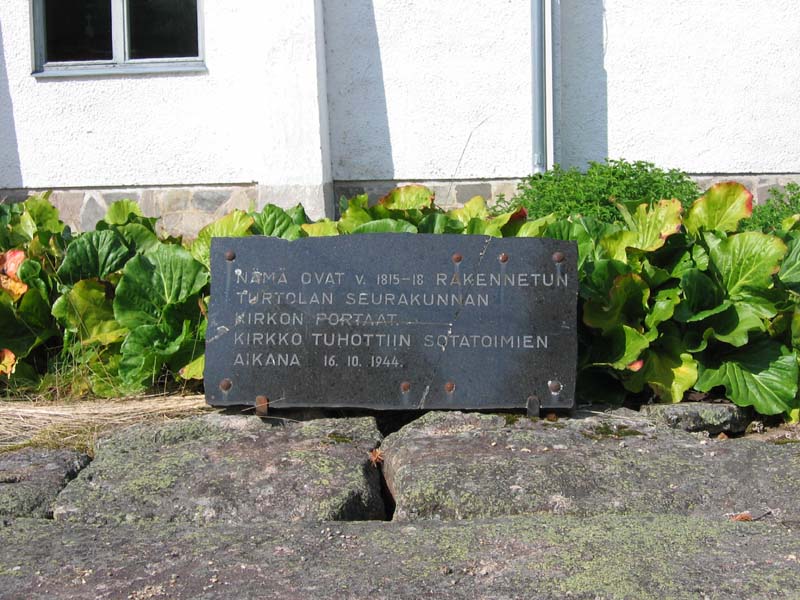 NÄMÄ OVAT V. 1815-18 RAKENNETUN
TURTOLAN SEURAKUNNAN
KIRKON PORTAAT.
KIRKKO TUHOTTIIN SOTATOIMIEN
AIKANA 16.10.1944.